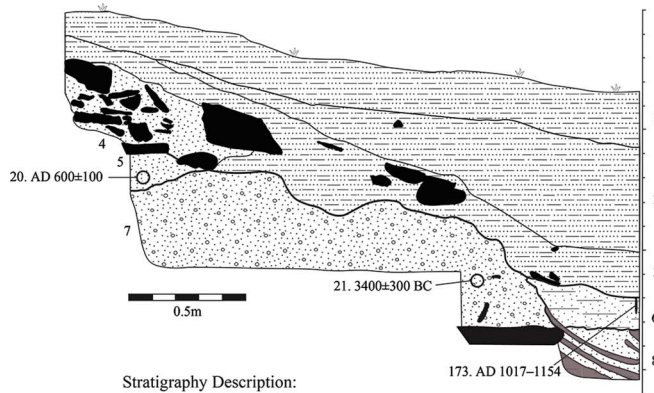 4
5
20. AD 600±100
7
21. 3400±300 BC
0.5m
173. AD 1017–1154
Stratigraphy Description: